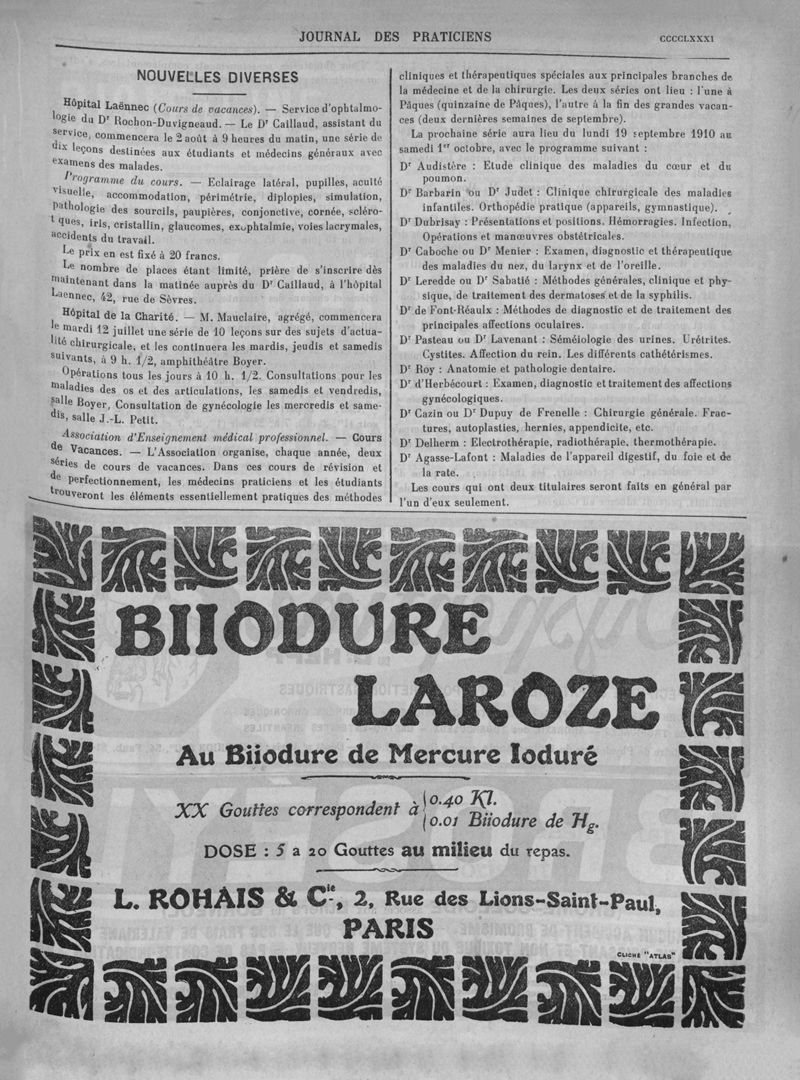 JOURNAL DES PRATICIENS
CCCCLXXXI
NOUVELLES DIVERSES
Hôpital Laënnec (Cours de vacances). — Service d'ophtalmo-
logie du Dr Rochon-Duvigneaud. — Le Dr Caillaud, assistant du
service, commencera le 2 août à 9 heures du matin, une série de
dix leçons destinées aux étudiants et médecins généraux avec
examens des malades.
Programme du cours. — Eclairage latéral, pupilles, acuité
visuelle, accommodation, périmétrie, diplopies, simulation,
pathologie des sourcils, paupières, conjonctive, cornée, scléro-
tiques, iris, cristallin, glaucomes, exophtalmie, voies lacrymales,
accidents du travail.
Le prix en est fixé à 20 francs.
Le nombre de places étant limité, prière de s'inscrire dès
maintenant dans la matinée auprès du Dr Caillaud, à l'hôpital
Laennec, 42, rue de Sèvres.
Hôpital de la Charité. — M. Mauclaire, agrégé, commencera
le mardi 12 juillet une série de 10 leçons sur des sujets d'actua-
lité chirurgicale, et les continuera les mardis, jeudis et samedis
suivants, à 9 h. 1/2, amphithéâtre Boyer.
Opérations tous les jours à 10 h. 1/2. Consultations pour les
maladies des os et des articulations, les samedis et vendredis,
salle Boyer, Consultation de gynécologie les mercredis et same-
dis, salle J.-L. Petit.
Association d'Enseignement médical professionnel. — Cours
de Vacances. — L'Association organise, chaque année, deux
séries de cours de vacances. Dans ces cours de révision et
de perfectionnement, les médecins praticiens et les étudiants
trouveront les éléments essentiellement pratiques des méthodes
cliniques et thérapeutiques spéciales aux principales branches de
la médecine et de la chirurgie. Les deux séries ont lieu : l'une à
Pâques (quinzaine de Pâques), l'autre à la fin des grandes vacan-
ces (deux dernières semaines de septembre).
La prochaine série aura lieu du lundi 19 septembre 1910 au
samedi 1er octobre, avec le programme suivant :
Dr Audistère : Etude clinique des maladies du cœur et du
poumon.
Dr Barbarin ou Dr Judet : Clinique chirurgicale des maladies
infantiles. Orthopédie pratique (appareils, gymnastique).
Dr Dubrisay : Présentations et positions. Hémorragies. Infection,
Opérations et manœuvres obstétricales.
Dr Caboche ou Dr Menier : Examen, diagnostic et thérapeutique
des maladies du nez, du larynx et de l'oreille.
Dr Leredde ou Dr Sabatié : Méthodes générales, clinique et phy-
sique, de traitement des dermatoses et de la syphilis.
Dr de Font-Réaulx : Méthodes de diagnostic et de traitement des
principales affections oculaires.
Dr Pasteau ou Dr Lavenant : Séméiologie des urines. Urétrites.
Cystites. Affection du rein. Les différents cathétérismes.
Dr Roy : Anatomie et pathologie dentaire.
Dr d'Herbécourt : Examen, diagnostic et traitement des affections
gynécologiques.
Dr Cazin ou Dr Dupuy de Frenelle : Chirurgie générale. Frac-
tures, autoplasties, hernies, appendicite, etc.
Dr Delherm : Electrothérapie, radiothérapie, thermothérapie.
Dr Agasse-Lafont : Maladies de l'appareil digestif, du foie et de
la rate.
Les cours qui ont deux titulaires seront faits en général par
l'un d'eux seulement.
BIIODURE
LAROZE
Au Biiodure de Mercure Ioduré
XX Gouttes correspondent à
0.40 KI.
0.01 Biiodure de Hg.
DOSE : 5 a 20 Gouttes au milieu du repas.
L. ROHAIS & Cie, 2, Rue des Lions-Saint-Paul,
PARIS
CLICHÉ "ATLAS"